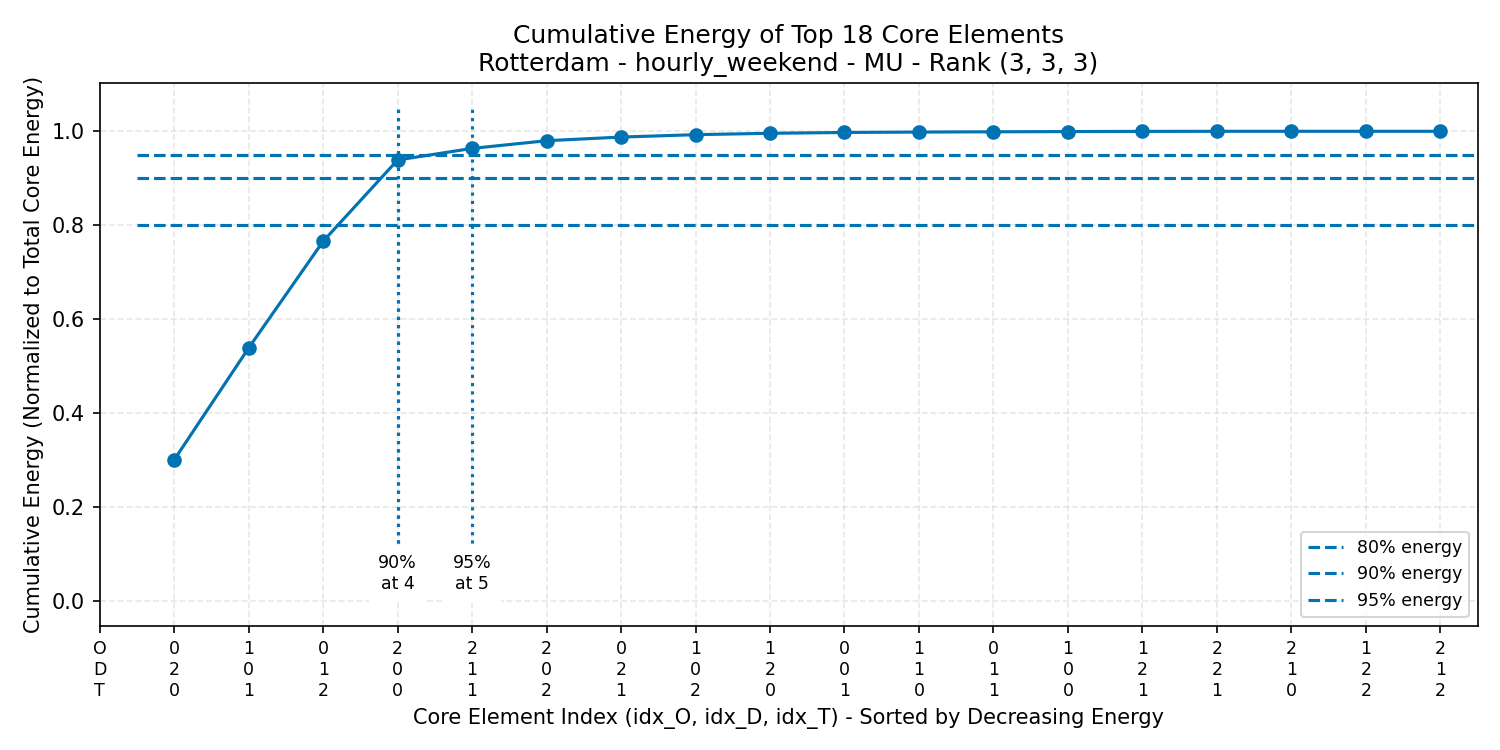 Cumulative Energy of Top 18 Core Elements
Rotterdam - hourly_weekend - MU - Rank (3, 3, 3)
Cumulative Energy (Normalized to Total Core Energy)
1.0
0.8
0.6
0.4
0.2
0.0
90%
at 4
95%
at 5
80% energy
90% energy
95% energy
O 0 1 0 2 2 2 0 1 1 0 1 0 1 1 2 2 1 2
D 2 0 1 0 1 0 2 0 2 0 1 1 0 2 2 1 2 1
T 0 1 2 0 1 2 1 2 0 1 0 1 0 1 1 0 2 2
Core Element Index (idx_O, idx_D, idx_T) - Sorted by Decreasing Energy